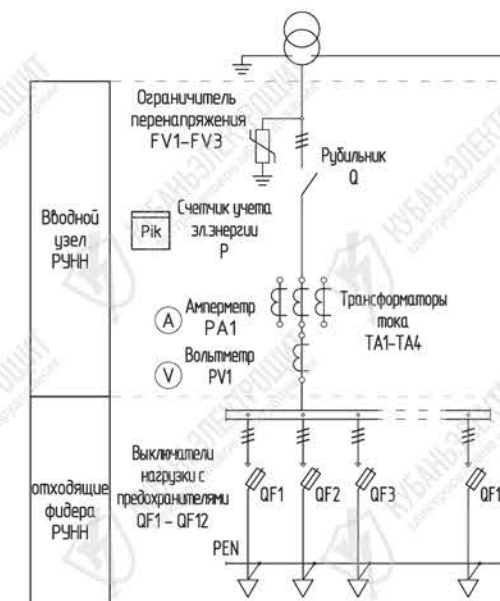 Ограничитель
перенапряжения
FV1-FV3
Рубильник
Q
Вводной
узел
РУНН
Счетчик учета
эл.энергии
P
Pik
Амперметр
PA1
A
Трансформаторы
тока
TA1-TA4
Вольтметр
PV1
V
отходящие
фидера
РУНН
Выключатели
нагрузки с
предохранителями
QF1 - QF12
QF1
QF2
QF3
QF1
PEN
КУБАНЬЭЛЕКТРОЩИТ